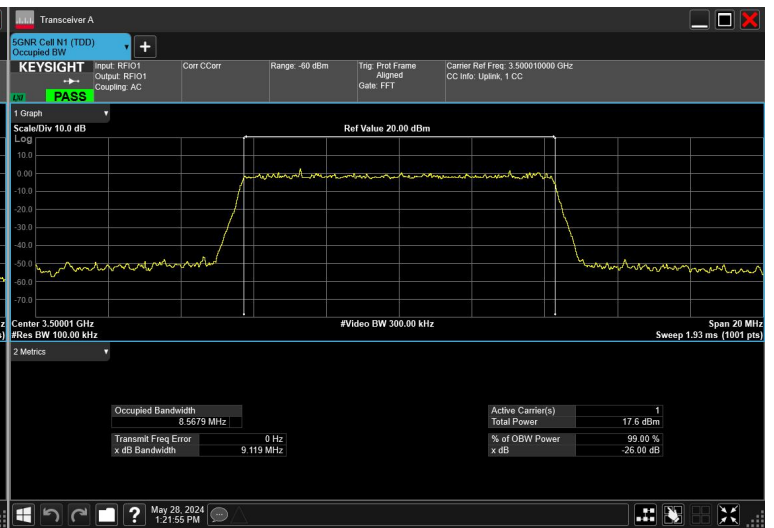 Transceiver A
5GNR Cell N1 (TDD)
Occupied BW
KEYSIGHT
Input: RFIO1
Output: RFIO1
Coupling: AC
Corr CCorr
Range: -60 dBm
Trig: Prot Frame
Aligned
Gate: FFT
Carrier Ref Freq: 3.500010000 GHz
CC Info: Uplink, 1 CC
LXI
PASS
1 Graph
Scale/Div 10.0 dB
Ref Value 20.00 dBm
Log
10.0
0.00
-10.0
-20.0
-30.0
-40.0
-50.0
-60.0
-70.0
Center 3.50001 GHz
#Video BW 300.00 kHz
Span 20 MHz
#Res BW 100.00 kHz
Sweep 1.93 ms (1001 pts)
2 Metrics
Occupied Bandwidth
8.5679 MHz
Transmit Freq Error 0 Hz
x dB Bandwidth 9.119 MHz
Active Carrier(s) 1
Total Power 17.6 dBm
% of OBW Power 99.00 %
x dB -26.00 dB
? May 28, 2024
1:21:55 PM